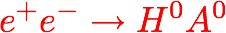 e⁺e⁻ → H⁰A⁰